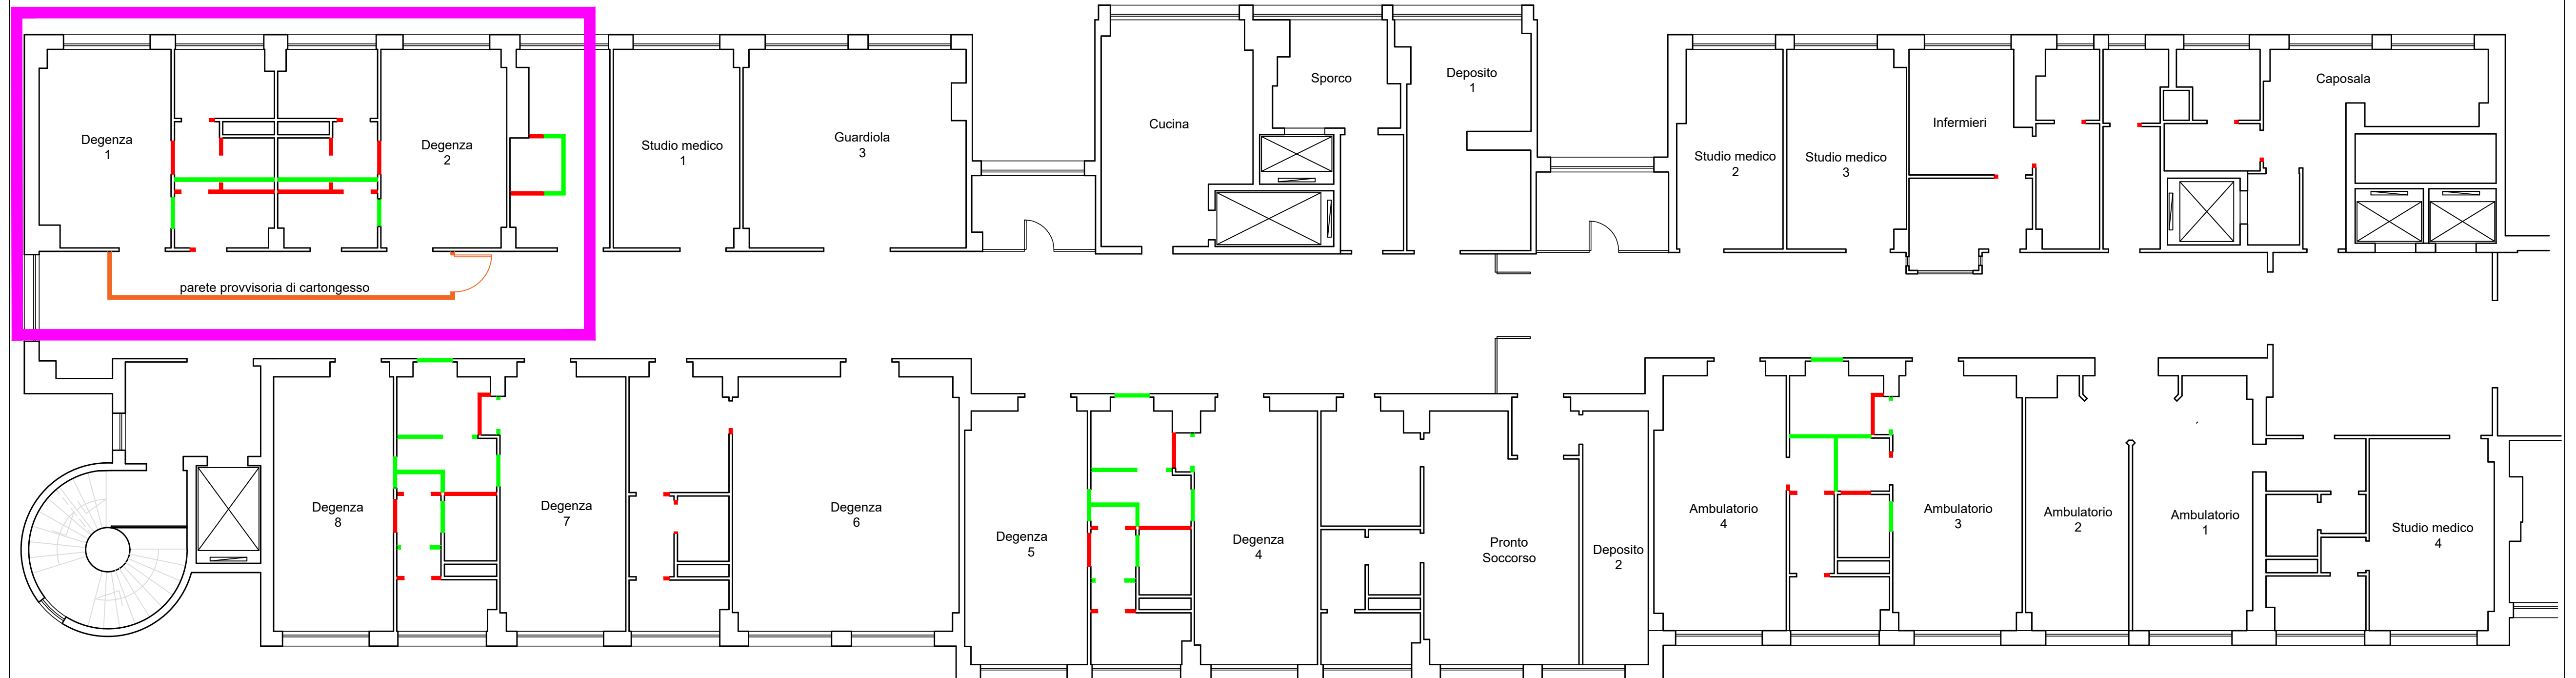 Degenza
1
Degenza
2
parete provvisoria di cartongesso
Studio medico
1
Guardiola
3
Cucina
Sporco
Deposito
1
Studio medico
2
Studio medico
3
Infermieri
Caposala
Degenza
8
Degenza
7
Degenza
6
Degenza
5
Degenza
4
Pronto
Soccorso
Deposito
2
Ambulatorio
4
Ambulatorio
3
Ambulatorio
2
Ambulatorio
1
Studio medico
4